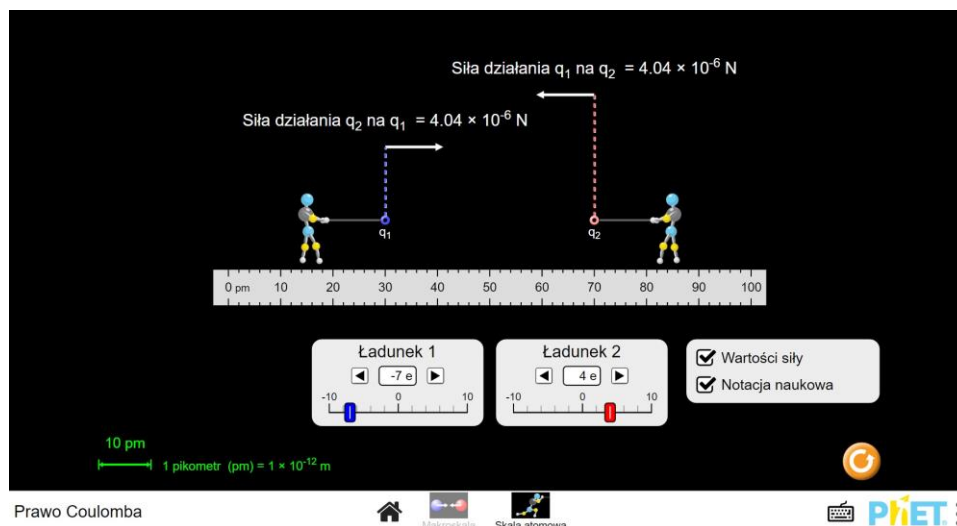 Siła działania q₁ na q₂ = 4.04 × 10⁻⁶ N
Siła działania q₂ na q₁ = 4.04 × 10⁻⁶ N
q₁
q₂
0 pm 10 20 30 40 50 60 70 80 90 100
Ładunek 1
-7 e
-10 0 10
Ładunek 2
4 e
-10 0 10
Wartości siły
Notacja naukowa
10 pm
1 pikometr (pm) = 1 × 10⁻¹² m
Prawo Coulomba
Makroskala
Skala atomowa
PhET